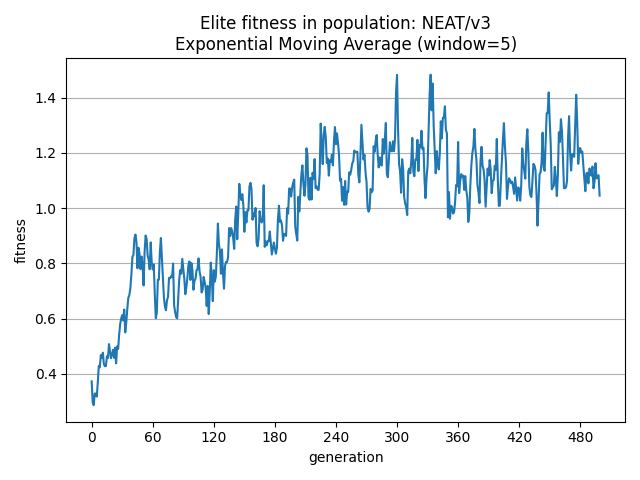 Elite fitness in population: NEAT/v3
Exponential Moving Average (window=5)
fitness
1.4
1.2
1.0
0.8
0.6
0.4
0 60 120 180 240 300 360 420 480
generation